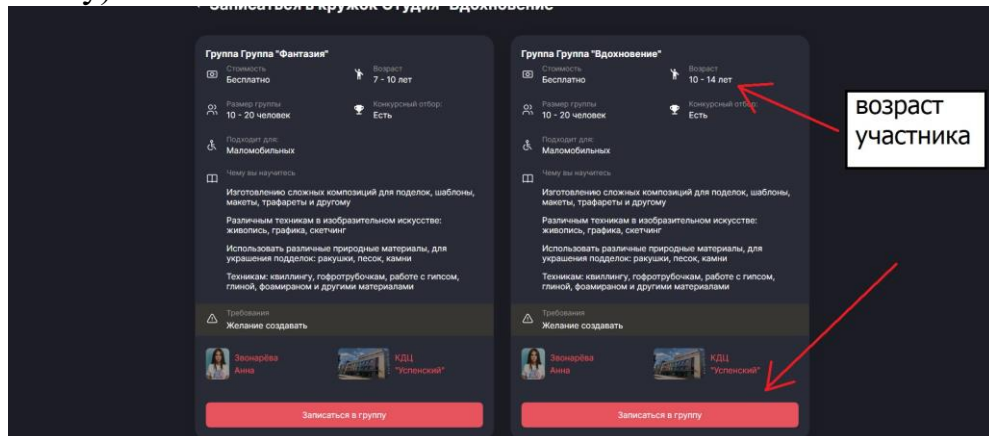 Записаться в кружок Студия "Вдохновение"
Группа Группа "Фантазия"
Стоимость
Бесплатно
Возраст
7 - 10 лет
Размер группы
10 - 20 человек
Конкурсный отбор:
Есть
Подходит для:
Маломобильных
Чему вы научитесь
Изготовлению сложных композиций для поделок, шаблоны,
макеты, трафареты и другому
Различным техникам в изобразительном искусстве:
живопись, графика, скетчинг
Использовать различные природные материалы, для
украшения подделок: ракушки, песок, камни
Техникам: квиллингу, гофротрубочкам, работе с гипсом,
глиной, фоамираном и другими материалами
Требования
Желание создавать
Звонарёва
Анна
КДЦ
"Успенский"
Записаться в группу
Группа Группа "Вдохновение"
Стоимость
Бесплатно
Возраст
10 - 14 лет
Размер группы
10 - 20 человек
Конкурсный отбор:
Есть
Подходит для:
Маломобильных
Чему вы научитесь
Изготовлению сложных композиций для поделок, шаблоны,
макеты, трафареты и другому
Различным техникам в изобразительном искусстве:
живопись, графика, скетчинг
Использовать различные природные материалы, для
украшения подделок: ракушки, песок, камни
Техникам: квиллингу, гофротрубочкам, работе с гипсом,
глиной, фоамираном и другими материалами
Требования
Желание создавать
Звонарёва
Анна
КДЦ
"Успенский"
Записаться в группу
возраст
участника